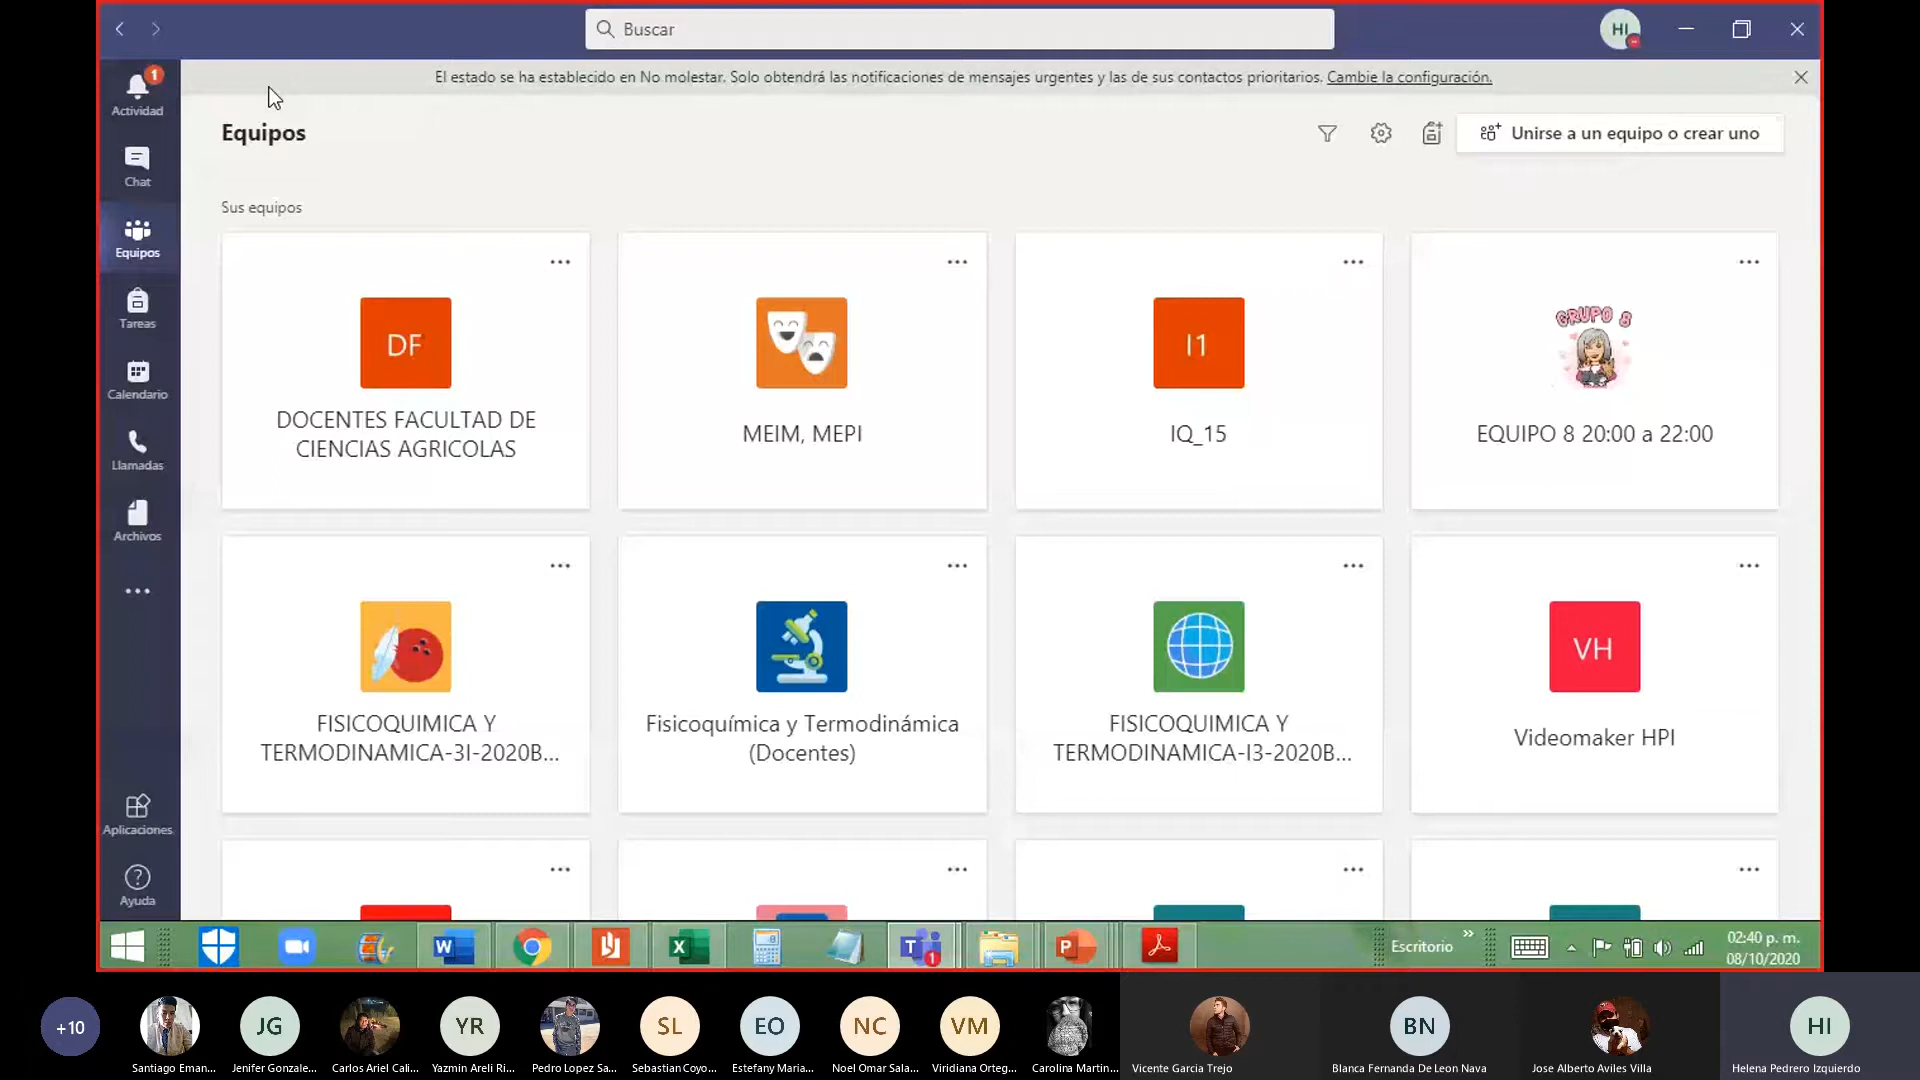 Buscar
HI
El estado se ha establecido en No molestar. Solo obtendrá las notificaciones de mensajes urgentes y las de sus contactos prioritarios. Cambie la configuración.
1
Actividad
Chat
Equipos
Tareas
Calendario
Llamadas
Archivos
Aplicaciones
Ayuda
Equipos
Unirse a un equipo o crear uno
Sus equipos
DF
DOCENTES FACULTAD DE
CIENCIAS AGRICOLAS
MEIM, MEPI
I1
IQ_15
GRUPO 8
EQUIPO 8 20:00 a 22:00
FISICOQUIMICA Y
TERMODINAMICA-3I-2020B...
Fisicoquímica y Termodinámica
(Docentes)
FISICOQUIMICA Y
TERMODINAMICA-I3-2020B...
VH
Videomaker HPI
Escritorio
02:40 p. m.
08/10/2020
+10
Santiago Eman...
JG
Jenifer Gonzale...
Carlos Ariel Cali...
YR
Yazmin Areli Ri...
Pedro Lopez Sa...
SL
Sebastian Coyo...
EO
Estefany Maria...
NC
Noel Omar Sala...
VM
Viridiana Orteg...
Carolina Martin...
Vicente Garcia Trejo
BN
Blanca Fernanda De Leon Nava
Jose Alberto Aviles Villa
HI
Helena Pedrero Izquierdo